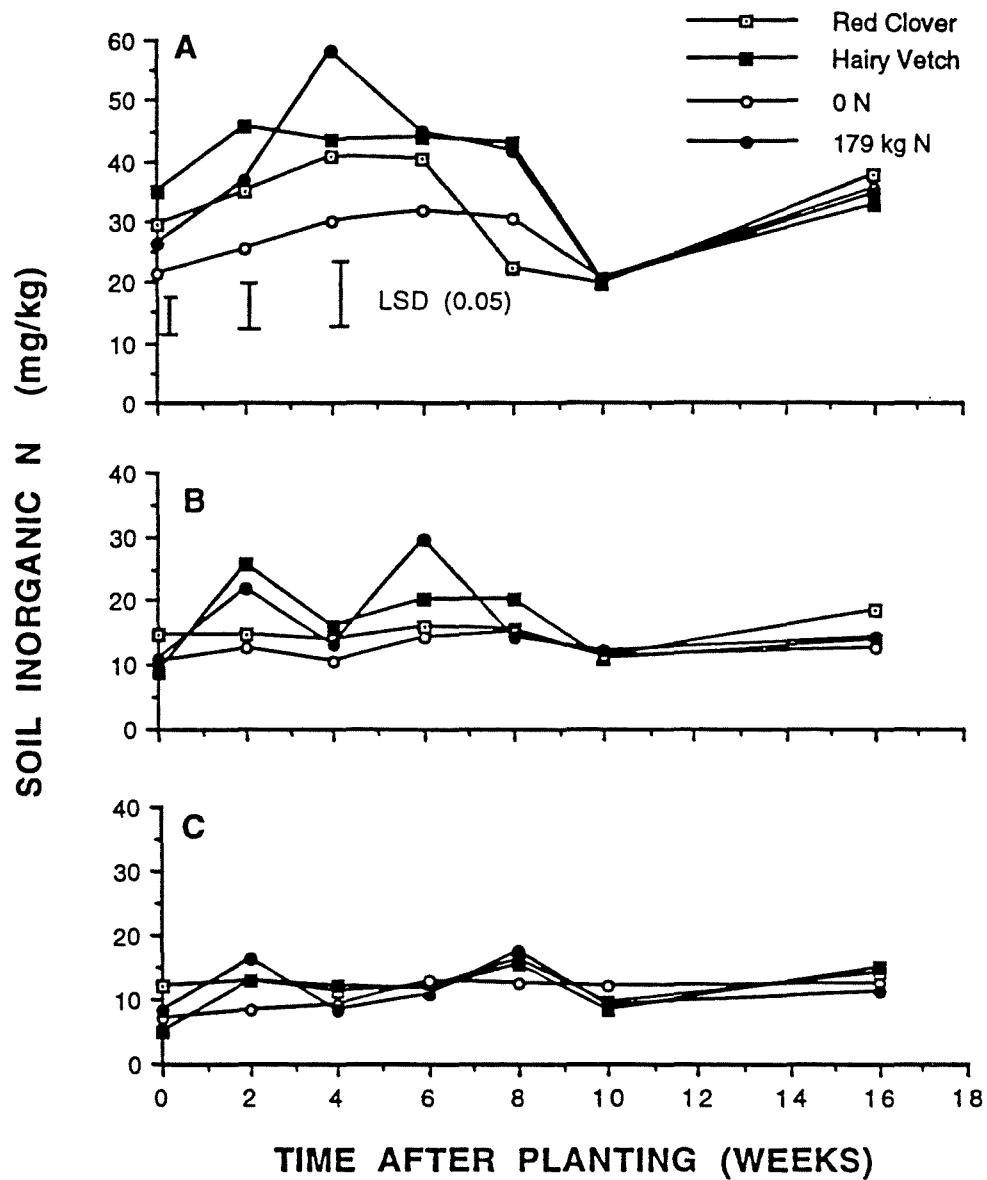 Red Clover
Hairy Vetch
0 N
179 kg N
A
60
50
40
30
20
10
0
LSD (0.05)
B
40
30
20
10
0
C
40
30
20
10
0
0 2 4 6 8 10 12 14 16 18
SOIL INORGANIC N (mg/kg)
TIME AFTER PLANTING (WEEKS)